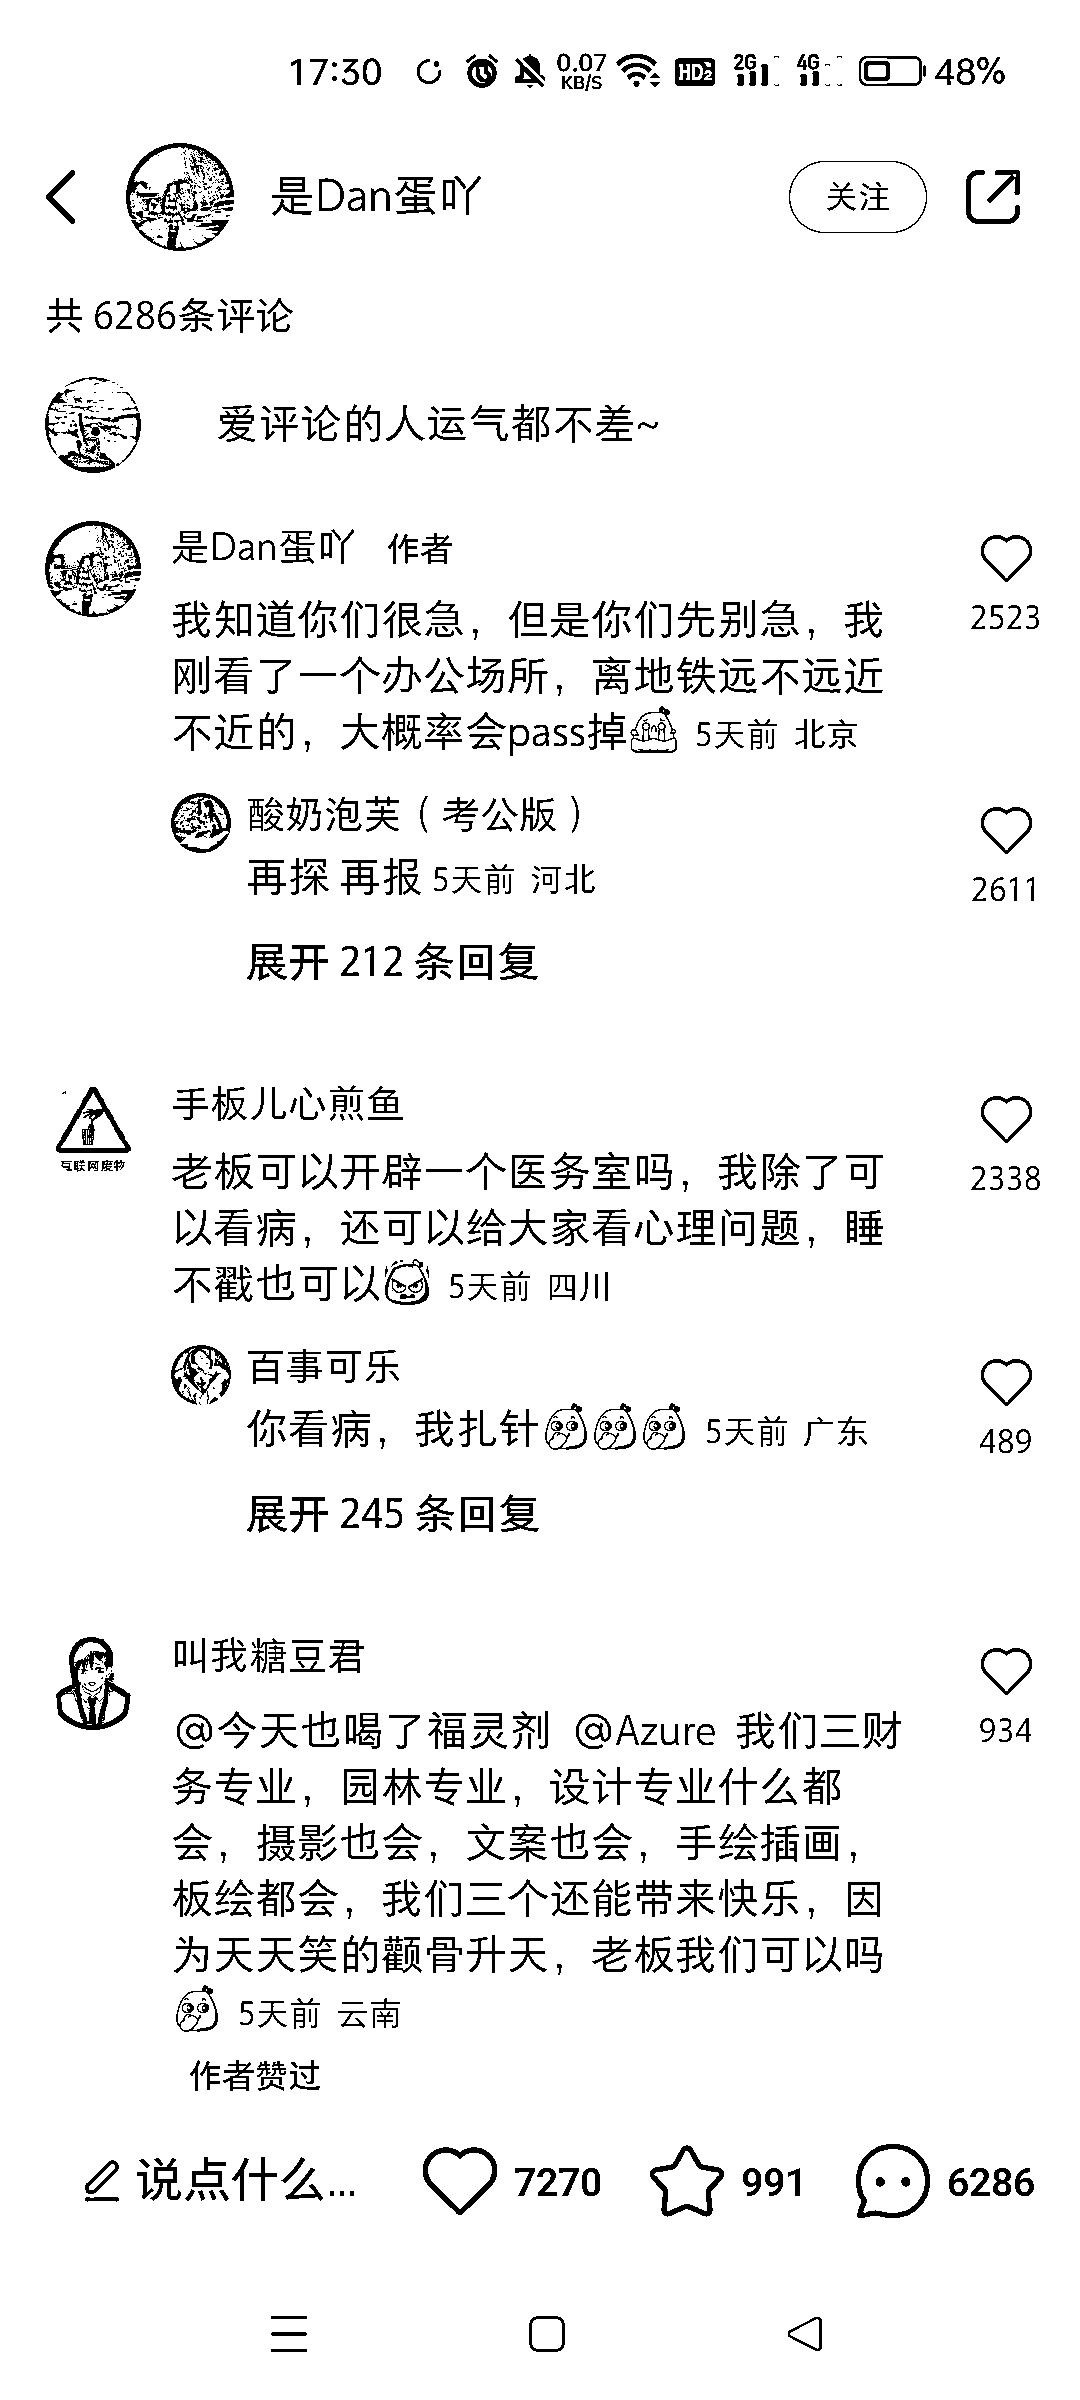 17:30 0.07 KB/S HD2 2G 4G 48%
是Dan蛋吖 关注
共 6286条评论
爱评论的人运气都不差~
是Dan蛋吖 作者
2523
我知道你们很急，但是你们先别急，我
刚看了一个办公场所，离地铁远不远近
不近的，大概率会pass掉 5天前 北京
酸奶泡芙（考公版）
再探 再报 5天前 河北
2611
展开 212 条回复
手板儿心煎鱼
互联网废物
2338
老板可以开辟一个医务室吗，我除了可
以看病，还可以给大家看心理问题，睡
不戳也可以 5天前 四川
百事可乐
你看病，我扎针 5天前 广东
489
展开 245 条回复
叫我糖豆君
934
@今天也喝了福灵剂 @Azure 我们三财
务专业，园林专业，设计专业什么都
会，摄影也会，文案也会，手绘插画，
板绘都会，我们三个还能带来快乐，因
为天天笑的颧骨升天，老板我们可以吗
5天前 云南
作者赞过
说点什么... 7270 991 6286